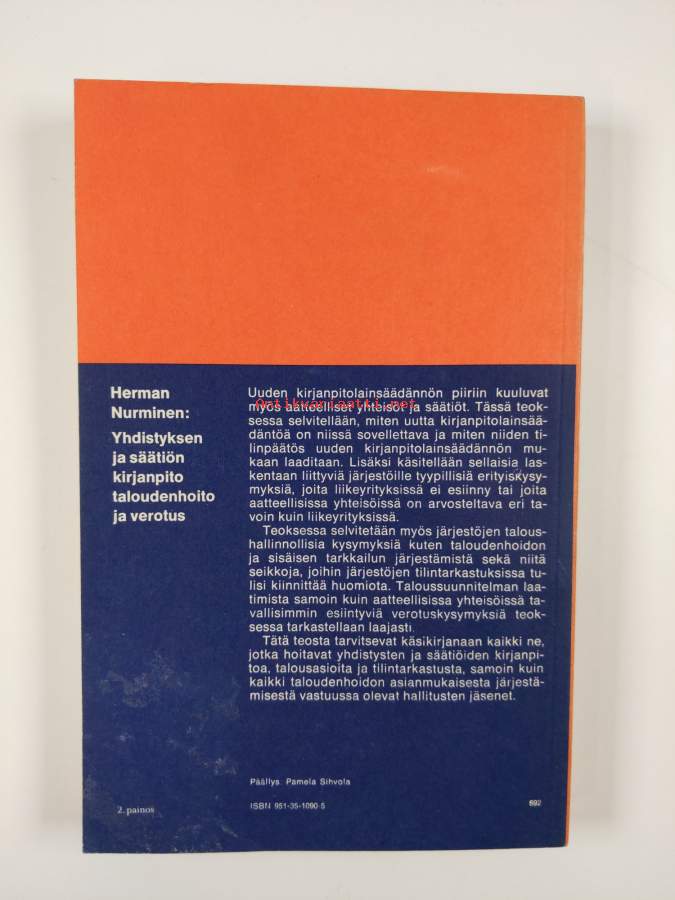 Herman
Nurminen:
Yhdistyksen
ja säätiön
kirjanpito
taloudenhoito
ja verotus
Uuden kirjanpitolainsäädännön piiriin kuuluvat
myös aatteelliset yhteisöt ja säätiöt. Tässä teok-
sessa selvitellään, miten uutta kirjanpitolainsää-
däntöä on niissä sovellettava ja miten niiden ti-
linpäätös uuden kirjanpitolainsäädännön mu-
kaan laaditaan. Lisäksi käsitellään sellaisia las-
kentaan liittyviä järjestöille tyypillisiä erityiskysy-
myksiä, joita liikeyrityksissä ei esiinny tai joita
aatteellisissa yhteisöissä on arvosteltava eri ta-
voin kuin liikeyrityksissä.
Teoksessa selvitetään myös järjestöjen talous-
hallinnollisia kysymyksiä kuten taloudenhoidon
ja sisäisen tarkkailun järjestämistä sekä niitä
seikkoja, joihin järjestöjen tilintarkastuksissa tu-
lisi kiinnittää huomiota. Taloussuunnitelman laa-
timista samoin kuin aatteellisissa yhteisöissä ta-
vallisimmin esiintyviä verotuskysymyksiä teok-
sessa tarkastellaan laajasti.
Tätä teosta tarvitsevat käsikirjanaan kaikki ne,
jotka hoitavat yhdistysten ja säätiöiden kirjanpi-
toa, talousasioita ja tilintarkastusta, samoin kuin
kaikki taloudenhoidon asianmukaisesta järjestä-
misestä vastuussa olevat hallitusten jäsenet.
Antikvariaatti.net
Päällys Pamela Sihvola
2. painos
ISBN 951-35-1090-5
692